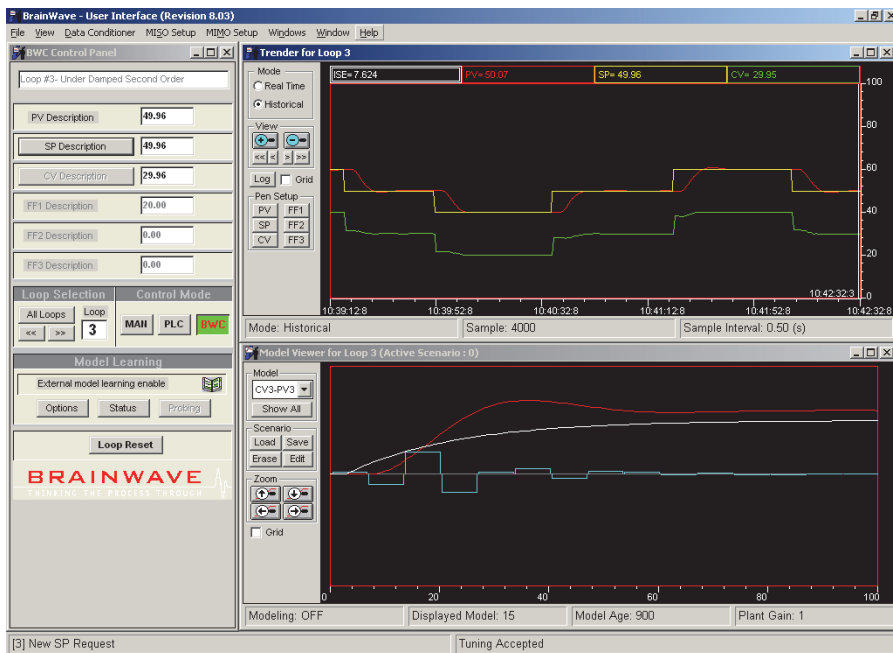 BrainWave - User Interface (Revision 8.03)
File View Data Conditioner MISO Setup MIMO Setup Windows Window Help
BWC Control Panel
Loop #3- Under Damped Second Order
PV Description 49.96
SP Description 49.96
CV Description 29.96
FF1 Description 20.00
FF2 Description 0.00
FF3 Description 0.00
Loop Selection Control Mode
All Loops Loop
<< >> 3 MAN PLC BWC
Model Learning
External model learning enable
Options Status Probing
Loop Reset
BRAINWAVE
THINKING THE PROCESS THROUGH
Trender for Loop 3
Mode
Real Time
Historical
View
<< < > >>
Log Grid
Pen Setup
PV FF1
SP FF2
CV FF3
ISE= 7.624 PV= 50.07 SP= 49.96 CV= 29.95
100
80
60
40
20
0
10:42:32:3
10:39:12:8 10:39:52:8 10:40:32:8 10:41:12:8 10:41:52:8 10:42:32:8
Mode: Historical Sample: 4000 Sample Interval: 0.50 (s)
Model Viewer for Loop 3 (Active Scenario : 0)
Model
CV3-PV3
Show All
Scenario
Load Save
Erase Edit
Zoom
Grid
0 20 40 60 80 100
Modeling: OFF Displayed Model: 15 Model Age: 900 Plant Gain: 1
[3] New SP Request Tuning Accepted